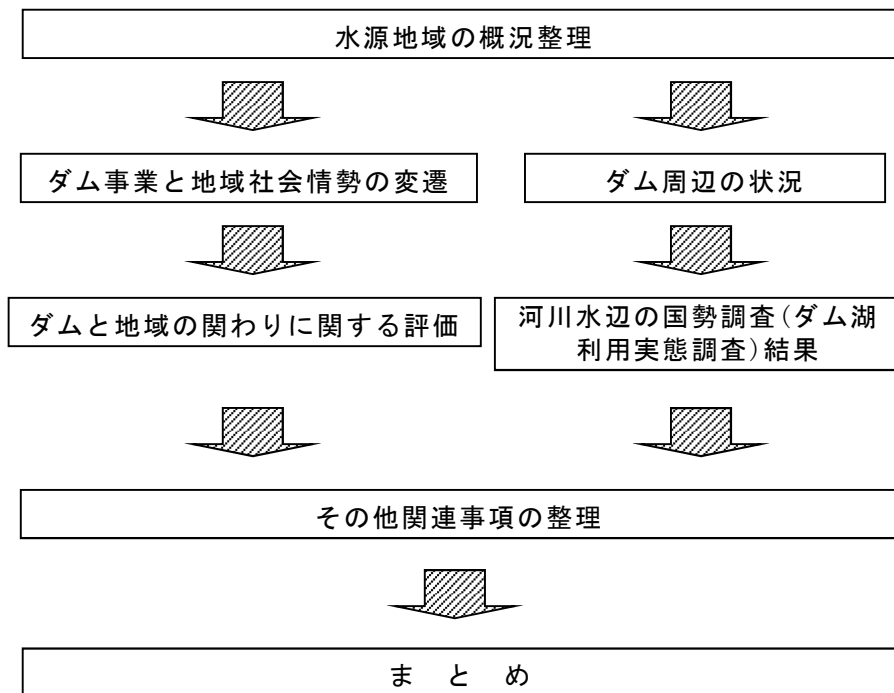 水源地域の概況整理
ダム事業と地域社会情勢の変遷
ダム周辺の状況
ダムと地域の関わりに関する評価
河川水辺の国勢調査(ダム湖
利用実態調査)結果
その他関連事項の整理
ま と め